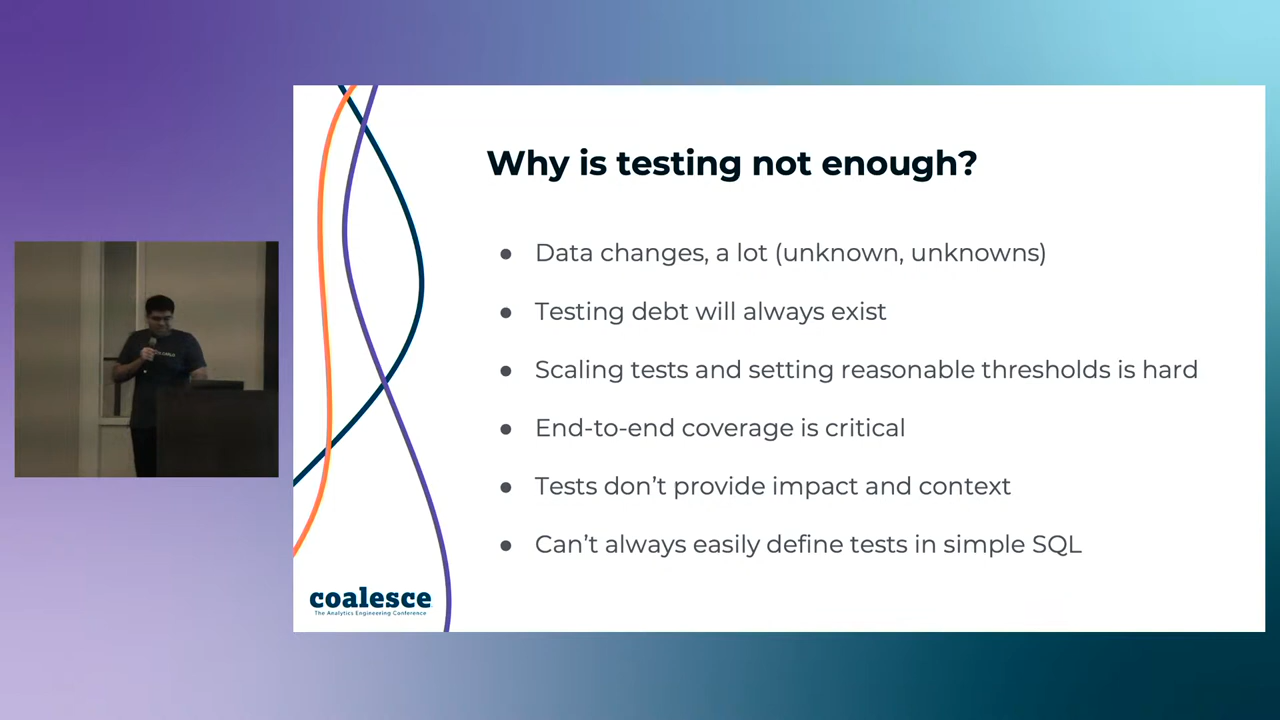 Why is testing not enough?
● Data changes, a lot (unknown, unknowns)
● Testing debt will always exist
● Scaling tests and setting reasonable thresholds is hard
● End-to-end coverage is critical
● Tests don’t provide impact and context
● Can’t always easily define tests in simple SQL
coalesce
The Analytics Engineering Conference